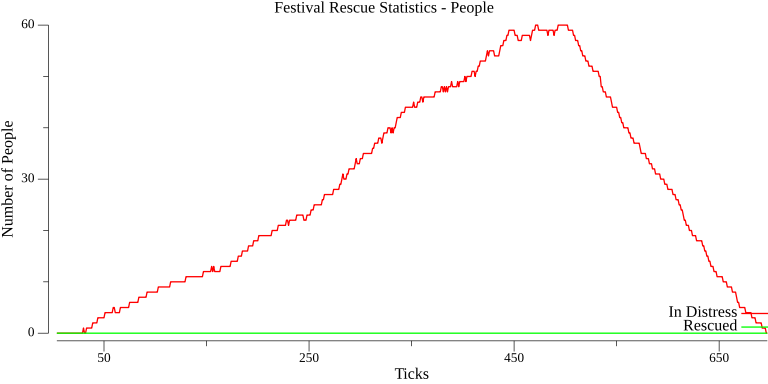 Festival Rescue Statistics - People
60
30
0
Number of People
In Distress
Rescued
50
250
450
650
Ticks